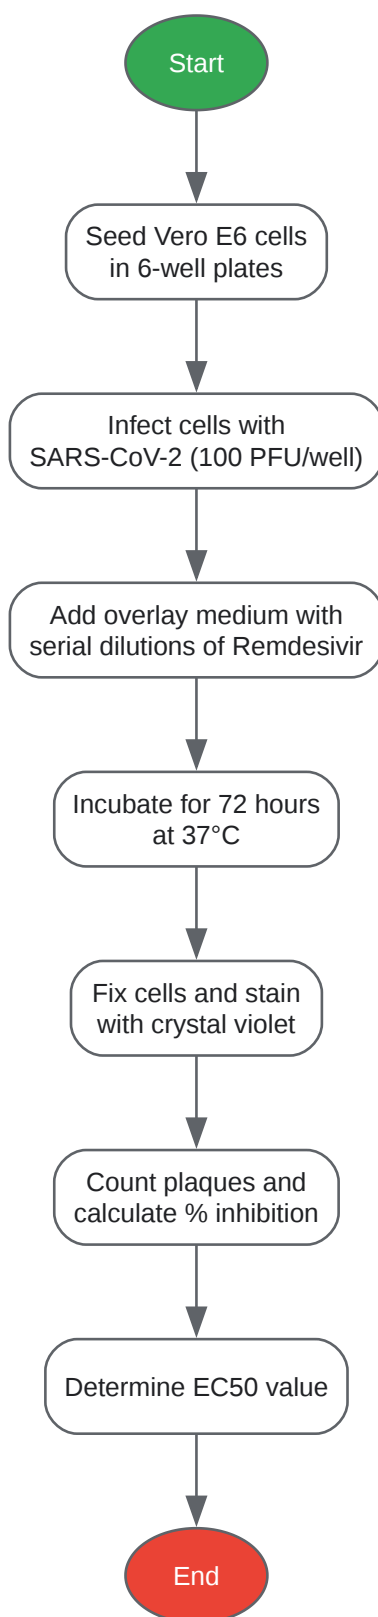 Start
Seed Vero E6 cells
in 6-well plates
Infect cells with
SARS-CoV-2 (100 PFU/well)
Add overlay medium with
serial dilutions of Remdesivir
Incubate for 72 hours
at 37°C
Fix cells and stain
with crystal violet
Count plaques and
calculate % inhibition
Determine EC50 value
End